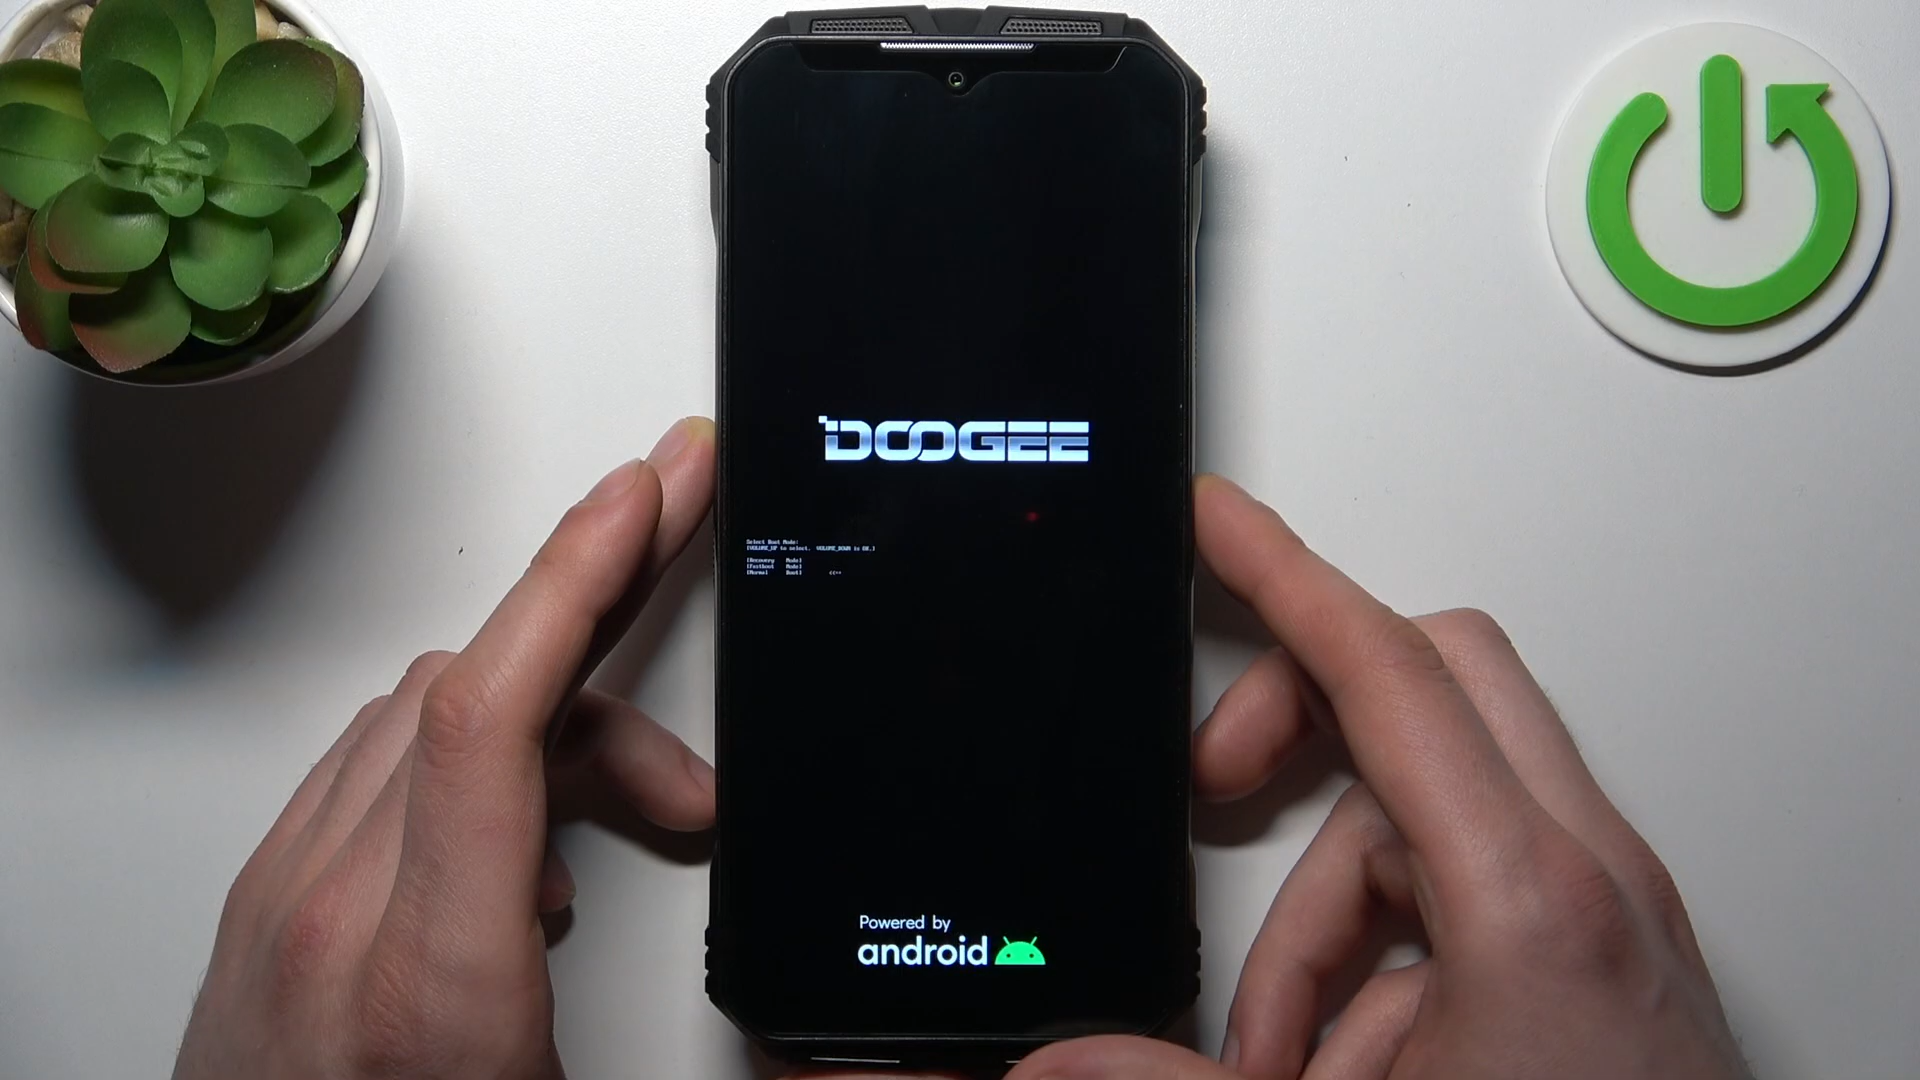 DOOGEE
Select Boot Mode:
[VOLUME_UP to select. VOLUME_DOWN is OK.]
[Recovery Mode]
[Fastboot Mode]
[Normal Boot] <<==
Powered by
android